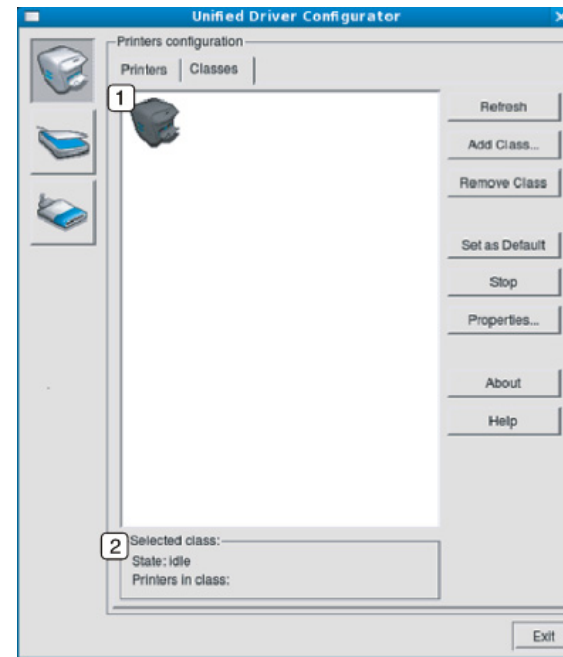 Unified Driver Configurator
Printers configuration
Printers
Classes
1
Refresh
Add Class...
Remove Class
Set as Default
Stop
Properties...
About
Help
2
Selected class:
State: idle
Printers in class:
Exit